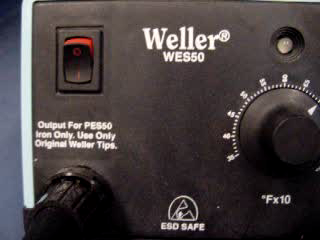 Weller®
WES50
Output For PES50
Iron Only. Use Only
Original Weller Tips.
°Fx10
ESD SAFE